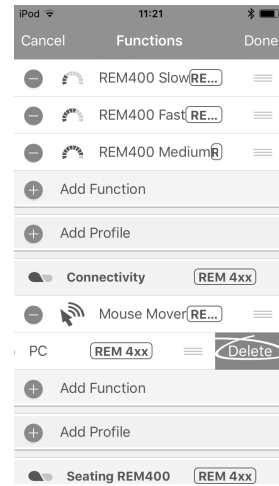 iPod 11:21
Cancel Functions Done
REM400 Slow RE...
REM400 Fast RE...
REM400 Medium R
Add Function
Add Profile
Connectivity REM 4xx
Mouse Mover RE...
PC REM 4xx Delete
Add Function
Add Profile
Seating REM400 REM 4xx